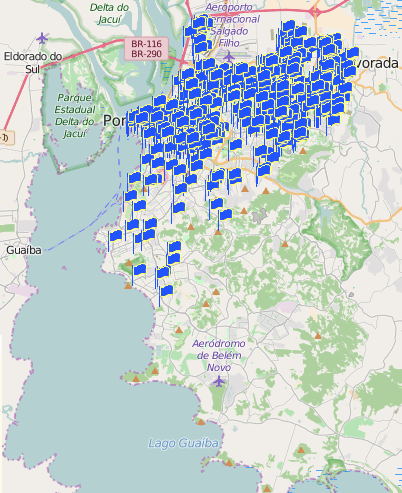 Delta do
Jacuí
Aeroporto
rnacional
Salgado
Filho
BR-116
BR-290
Eldorado do
Sul
vorada
Parque
Estadual
Delta do
Jacuí
Por
Guaíba
Aeródromo
de Belém
Novo
Lago Guaíba